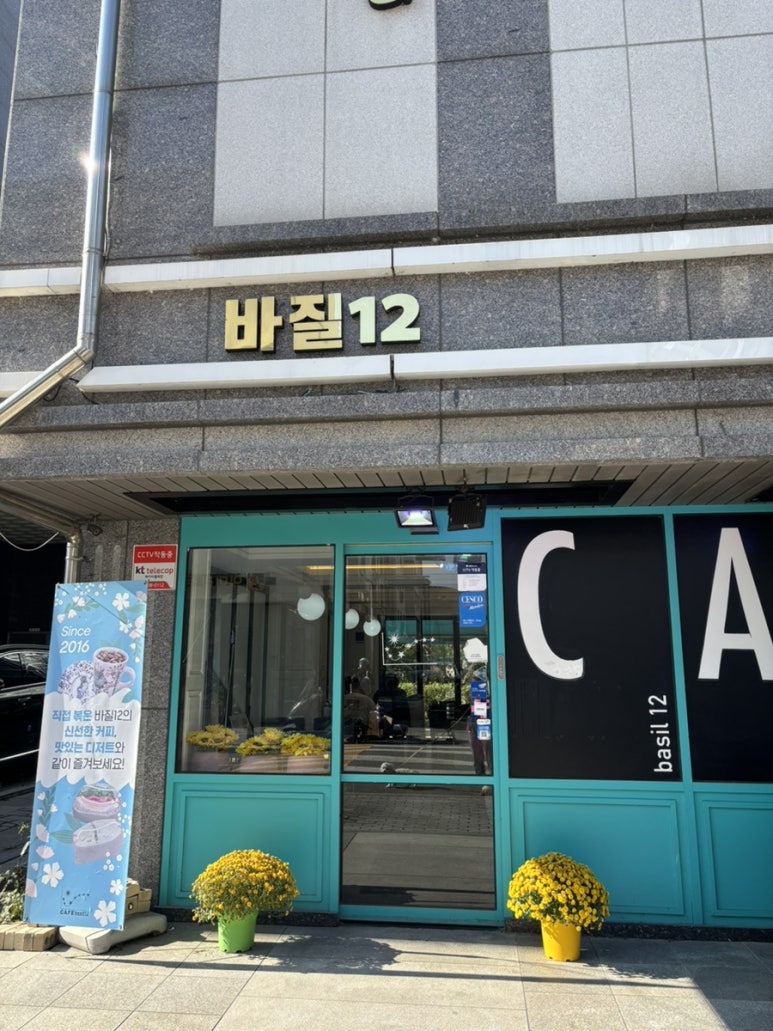 바질12
CCTV작동중
kt telecop
Since
2016
직접 볶은 바질12의
신선한 커피,
맛있는 디저트와
같이 즐겨보세요!
CAFE
CESCO
CA
basil 12